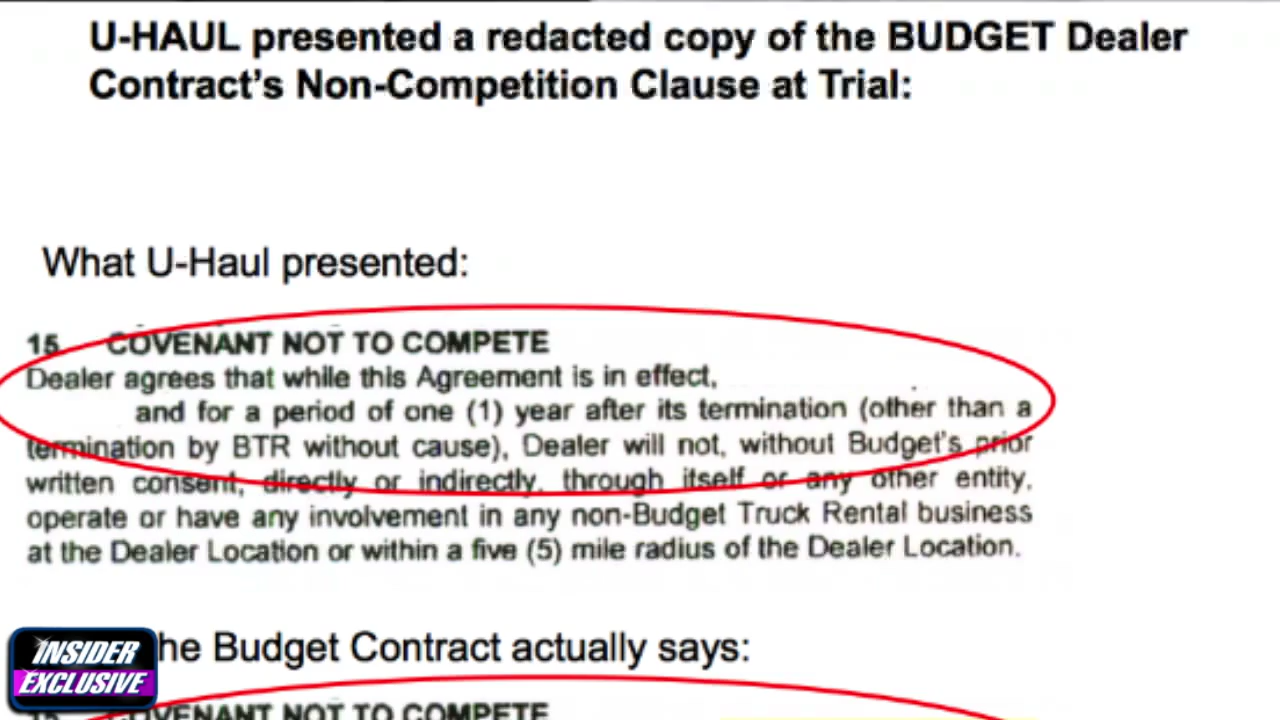 U-HAUL presented a redacted copy of the BUDGET Dealer
Contract's Non-Competition Clause at Trial:
What U-Haul presented:
15. COVENANT NOT TO COMPETE
Dealer agrees that while this Agreement is in effect,
and for a period of one (1) year after its termination (other than a
termination by BTR without cause), Dealer will not, without Budget's prior
written consent, directly or indirectly, through itself or any other entity,
operate or have any involvement in any non-Budget Truck Rental business
at the Dealer Location or within a five (5) mile radius of the Dealer Location.
he Budget Contract actually says:
INSIDER
EXCLUSIVE
COVENANT NOT TO COMPETE